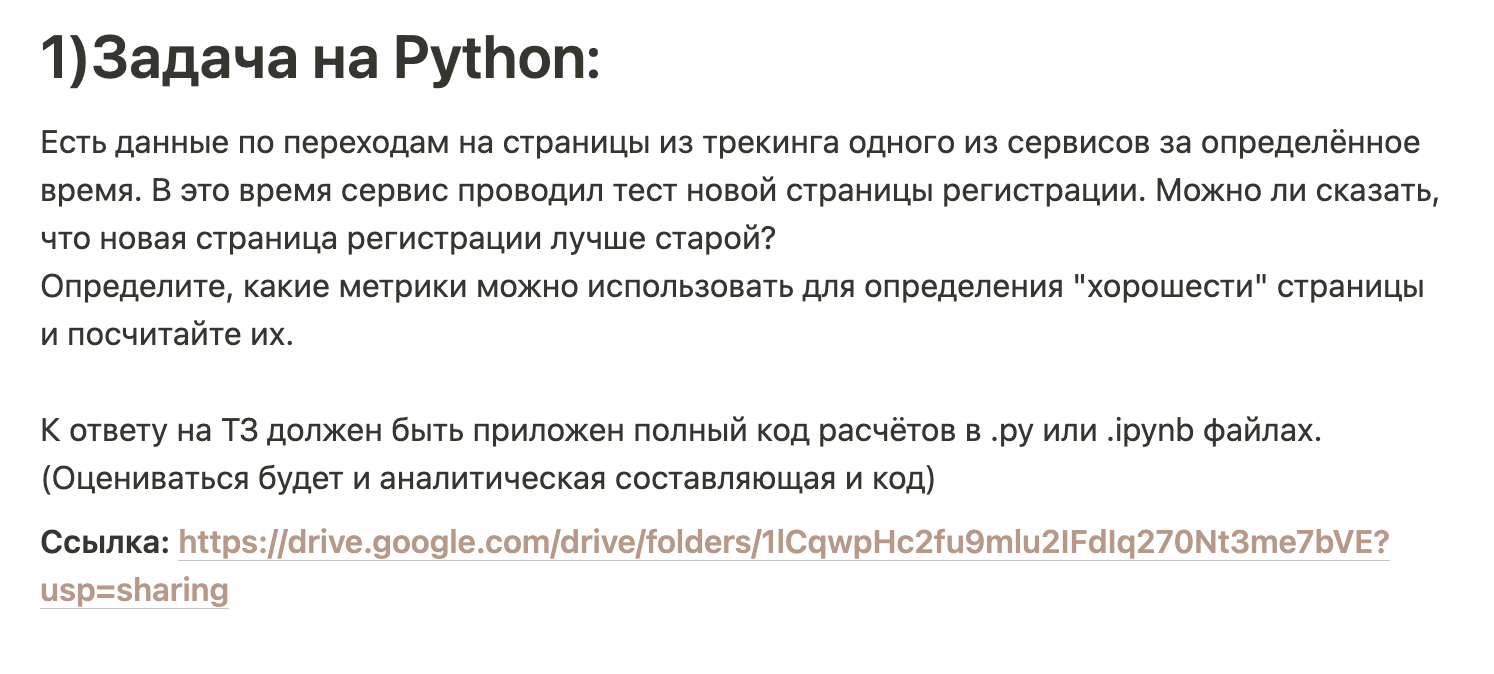 1)Задача на Python:
Есть данные по переходам на страницы из трекинга одного из сервисов за определённое
время. В это время сервис проводил тест новой страницы регистрации. Можно ли сказать,
что новая страница регистрации лучше старой?
Определите, какие метрики можно использовать для определения "хорошести" страницы
и посчитайте их.
К ответу на ТЗ должен быть приложен полный код расчётов в .py или .ipynb файлах.
(Оцениваться будет и аналитическая составляющая и код)
Ссылка: https://drive.google.com/drive/folders/1lCqwpHc2fu9mlu2IFdIq270Nt3me7bVE?
usp=sharing